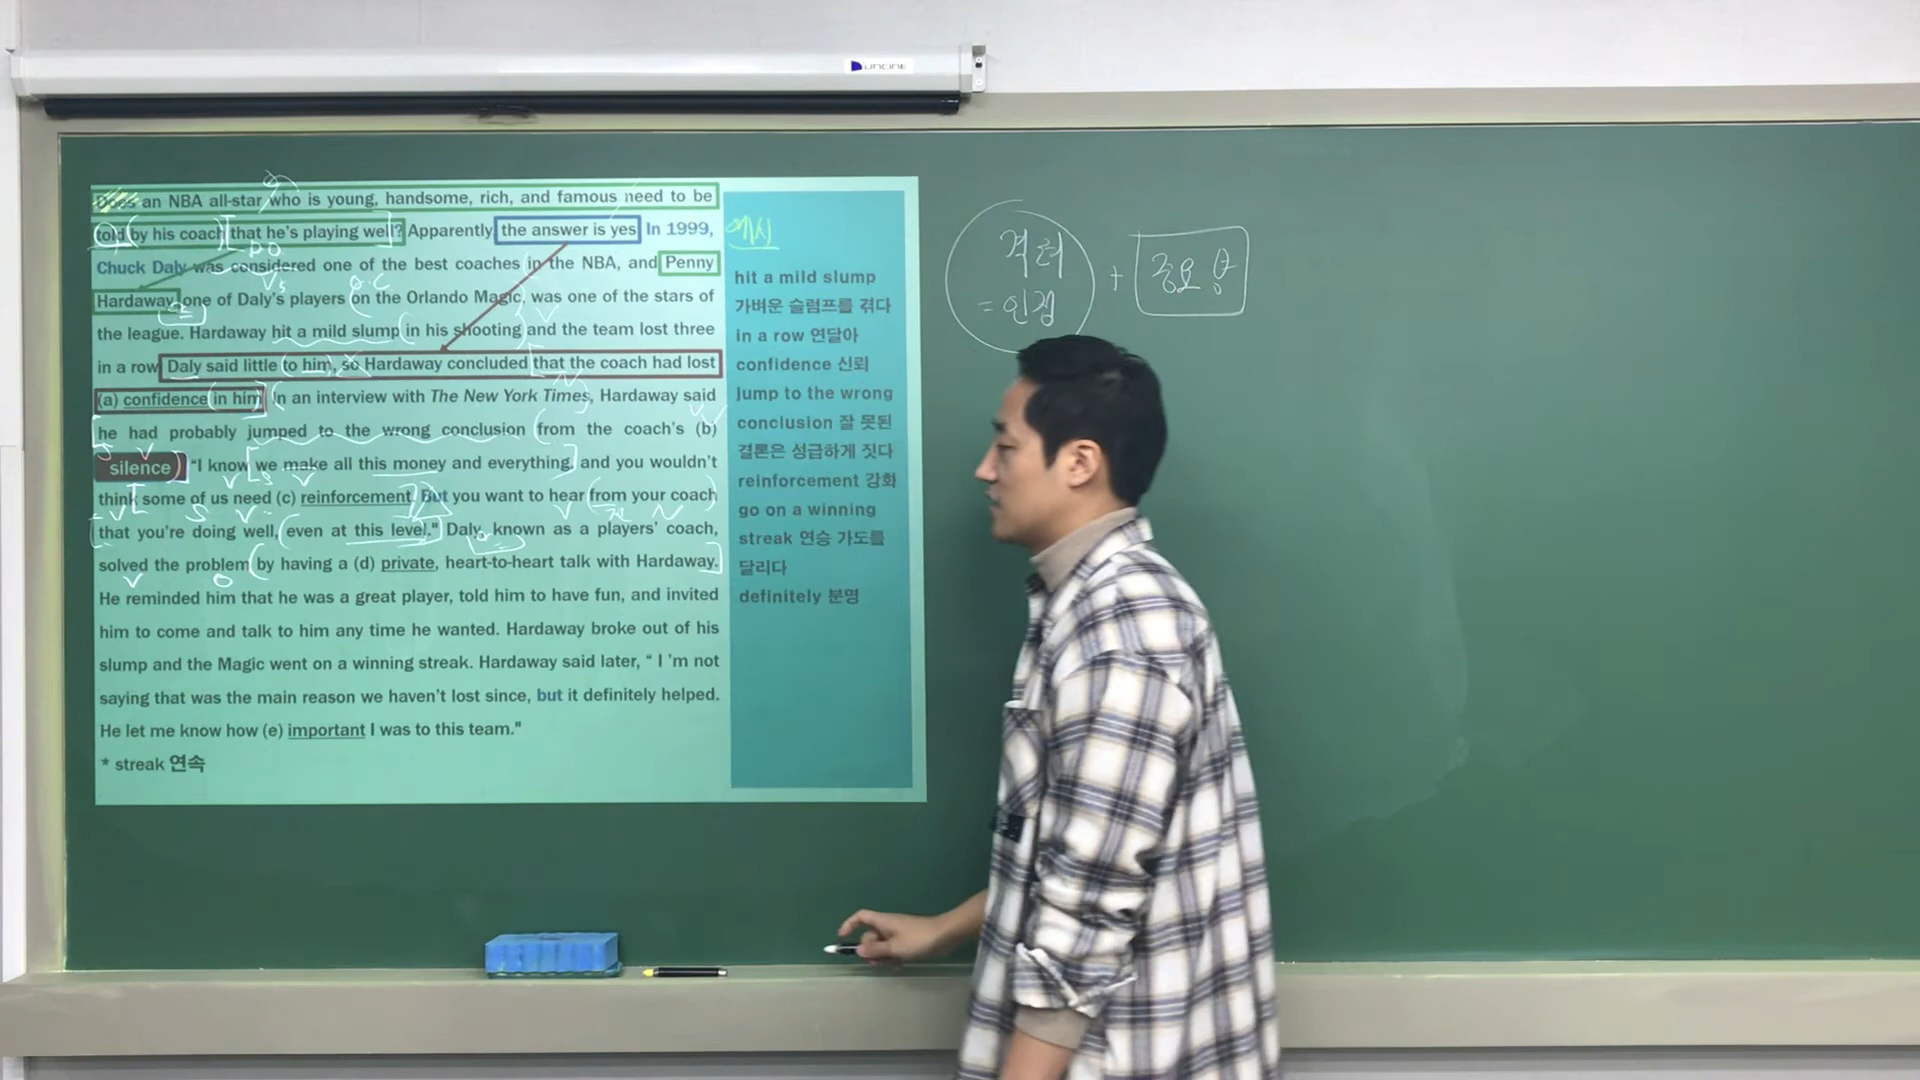 UNCINE
Does an NBA all-star who is young, handsome, rich, and famous need to be
told by his coach that he's playing well? Apparently, the answer is yes In 1999,
Chuck Daly was considered one of the best coaches in the NBA, and Penny
Hardaway, one of Daly's players on the Orlando Magic, was one of the stars of
the league. Hardaway hit a mild slump in his shooting and the team lost three
in a row Daly said little to him, so Hardaway concluded that the coach had lost
(a) confidence in him In an interview with The New York Times, Hardaway said
he had probably jumped to the wrong conclusion from the coach's (b)
silence "I know we make all this money and everything, and you wouldn't
think some of us need (c) reinforcement. But you want to hear from your coach
that you're doing well, even at this level." Daly, known as a players' coach,
solved the problem by having a (d) private, heart-to-heart talk with Hardaway.
He reminded him that he was a great player, told him to have fun, and invited
him to come and talk to him any time he wanted. Hardaway broke out of his
slump and the Magic went on a winning streak. Hardaway said later, “ I 'm not
saying that was the main reason we haven't lost since, but it definitely helped.
He let me know how (e) important I was to this team."
* streak 연속
예시
hit a mild slump
가벼운 슬럼프를 겪다
in a row 연달아
confidence 신뢰
Jump to the wrong
conclusion 잘 못된
결론은 성급하게 짓다
reinforcement 강화
go on a winning
streak 연승 가도를
달리다
definitely 분명
격려
= 인정
+ 중요성